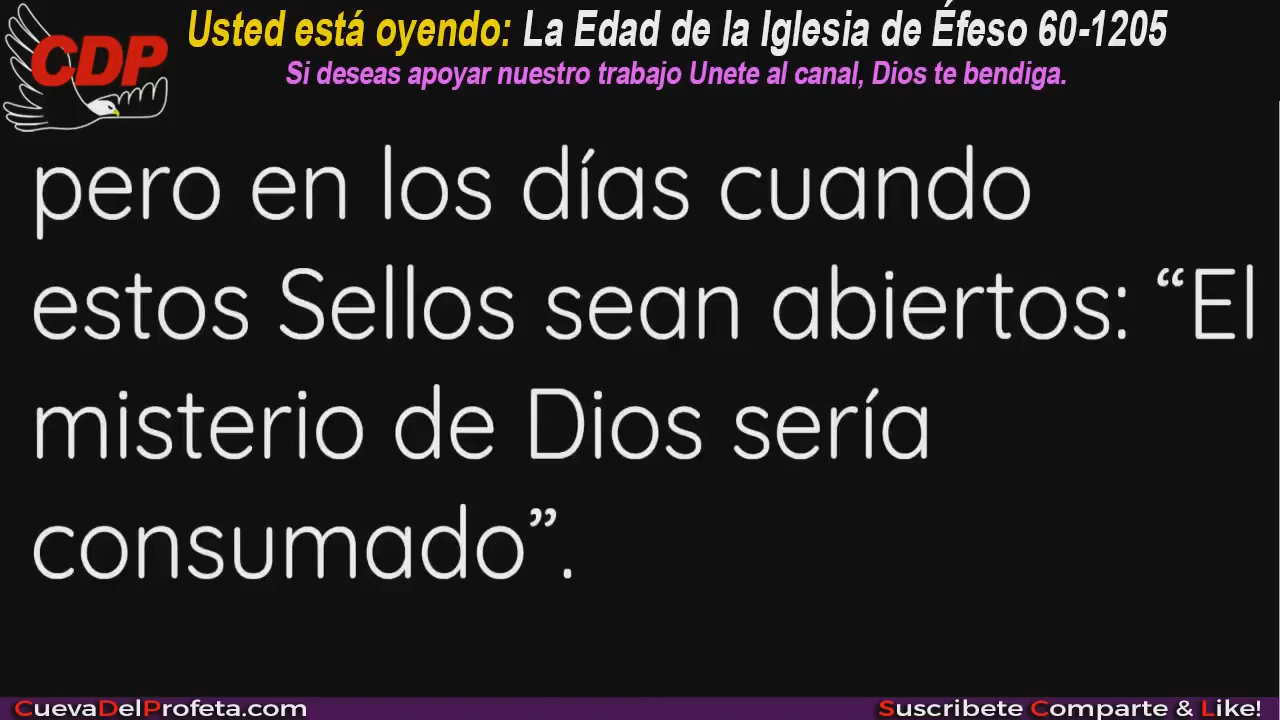 CDP
Usted está oyendo: La Edad de la Iglesia de Éfeso 60-1205
Si deseas apoyar nuestro trabajo Unete al canal, Dios te bendiga.
pero en los días cuando
estos Sellos sean abiertos: “El
misterio de Dios sería
consumado”.
CuevaDelProfeta.com
Suscribete Comparte & Like!